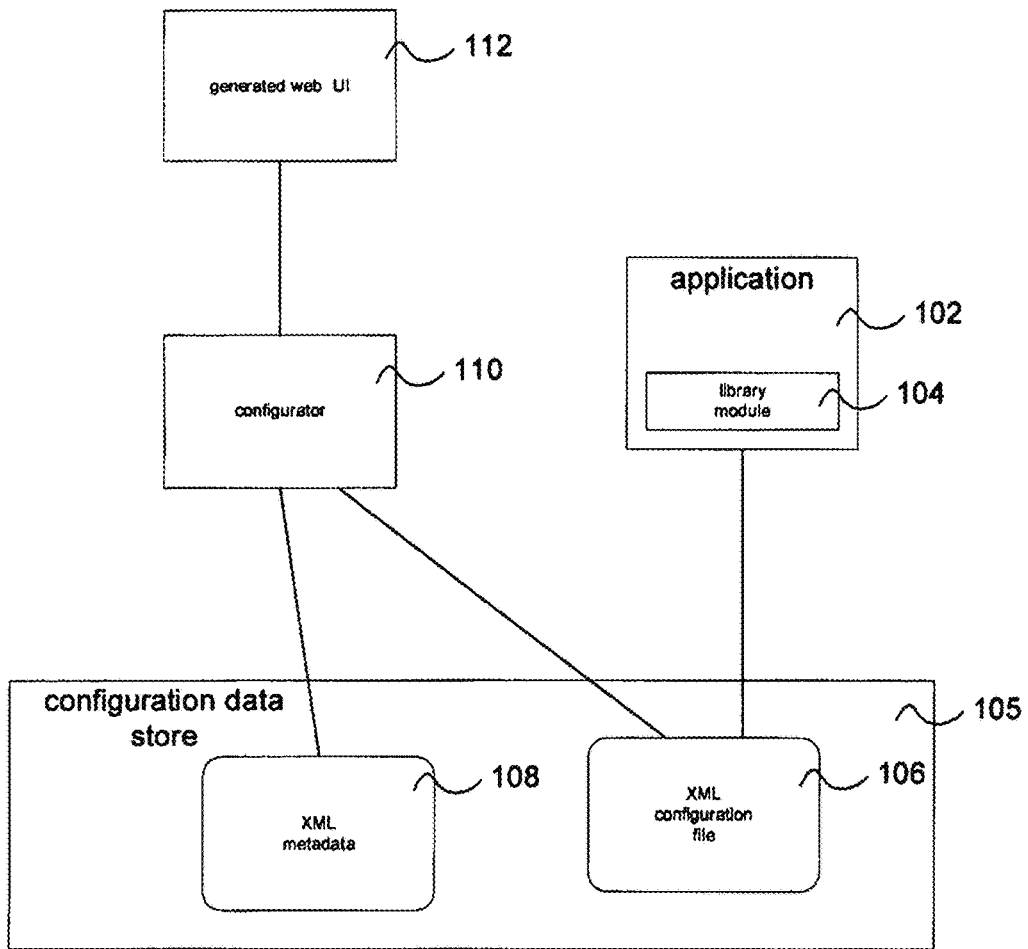 112
generated web UI
application
102
110
configurator
library
module
104
configuration data
store
105
108
XML
metadata
106
XML
configuration
file